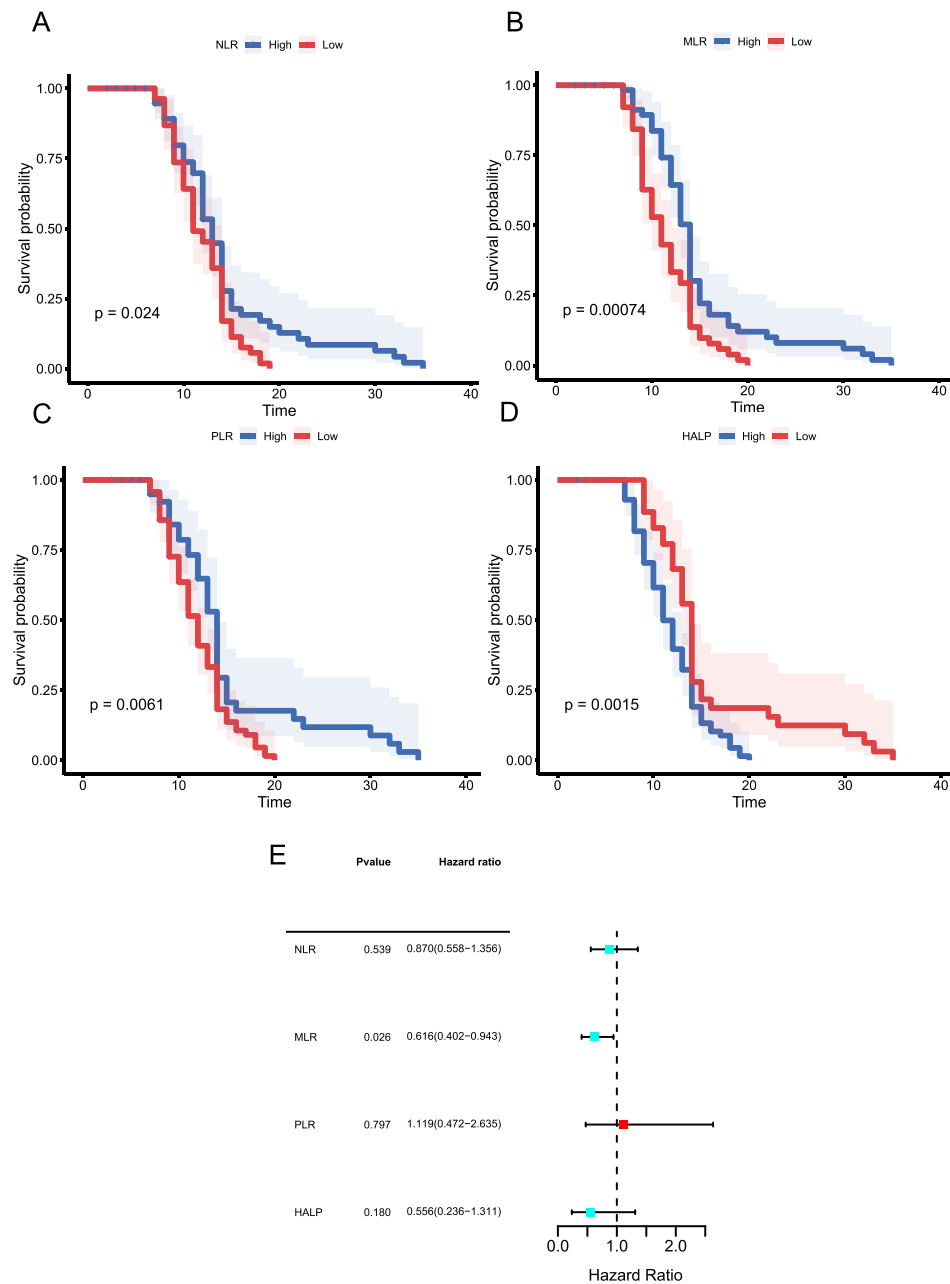 A
NLR High Low
1.00
0.75
0.50
0.25
0.00
Survival probability
p = 0.024
0 10 20 30 40
Time
B
MLR High Low
1.00
0.75
0.50
0.25
0.00
Survival probability
p = 0.00074
0 10 20 30 40
Time
C
PLR High Low
1.00
0.75
0.50
0.25
0.00
Survival probability
p = 0.0061
0 10 20 30 40
Time
D
HALP High Low
1.00
0.75
0.50
0.25
0.00
Survival probability
p = 0.0015
0 10 20 30 40
Time
E
Pvalue Hazard ratio
NLR 0.539 0.870(0.558−1.356)
MLR 0.026 0.616(0.402−0.943)
PLR 0.797 1.119(0.472−2.635)
HALP 0.180 0.556(0.236−1.311)
0.0 1.0 2.0
Hazard Ratio